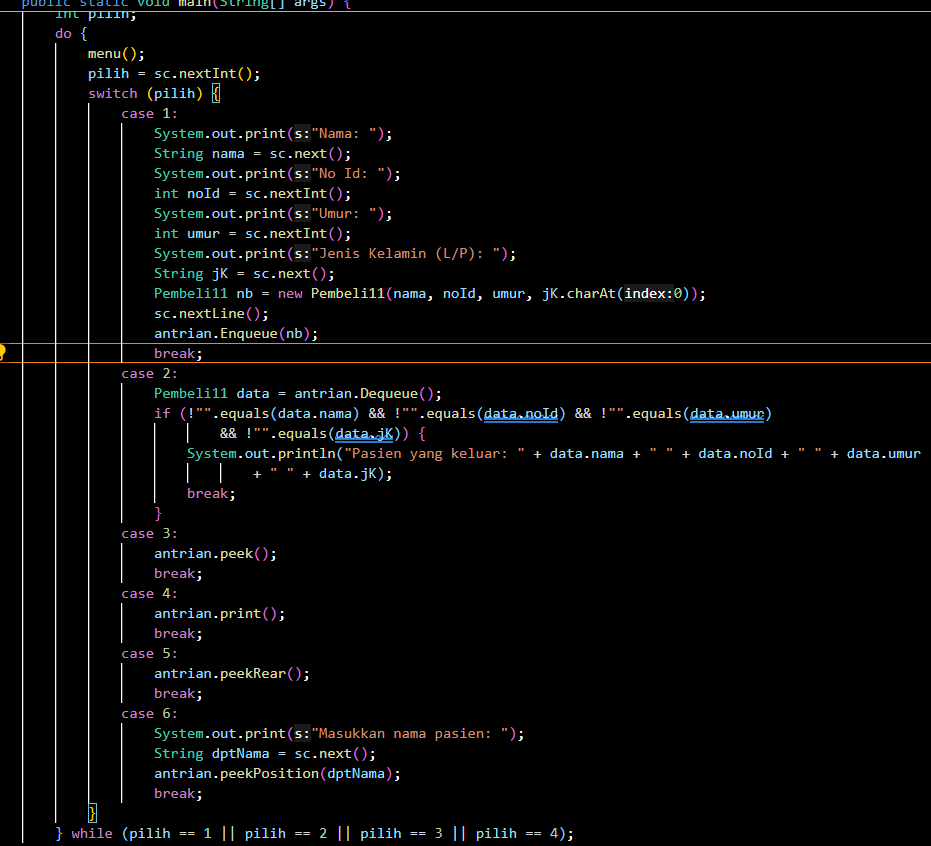 public static void main(String[] args) {
int pilih;
do {
menu();
pilih = sc.nextInt();
switch (pilih) {
case 1:
System.out.print(s:"Nama: ");
String nama = sc.next();
System.out.print(s:"No Id: ");
int noId = sc.nextInt();
System.out.print(s:"Umur: ");
int umur = sc.nextInt();
System.out.print(s:"Jenis Kelamin (L/P): ");
String jK = sc.next();
Pembeli11 nb = new Pembeli11(nama, noId, umur, jK.charAt(index:0));
sc.nextLine();
antrian.Enqueue(nb);
break;
case 2:
Pembeli11 data = antrian.Dequeue();
if (!"".equals(data.nama) && !"".equals(data.noId) && !"".equals(data.umur)
&& !"".equals(data.jK)) {
System.out.println("Pasien yang keluar: " + data.nama + " " + data.noId + " " + data.umur
+ " " + data.jK);
break;
}
case 3:
antrian.peek();
break;
case 4:
antrian.print();
break;
case 5:
antrian.peekRear();
break;
case 6:
System.out.print(s:"Masukkan nama pasien: ");
String dptNama = sc.next();
antrian.peekPosition(dptNama);
break;
}
} while (pilih == 1 || pilih == 2 || pilih == 3 || pilih == 4);